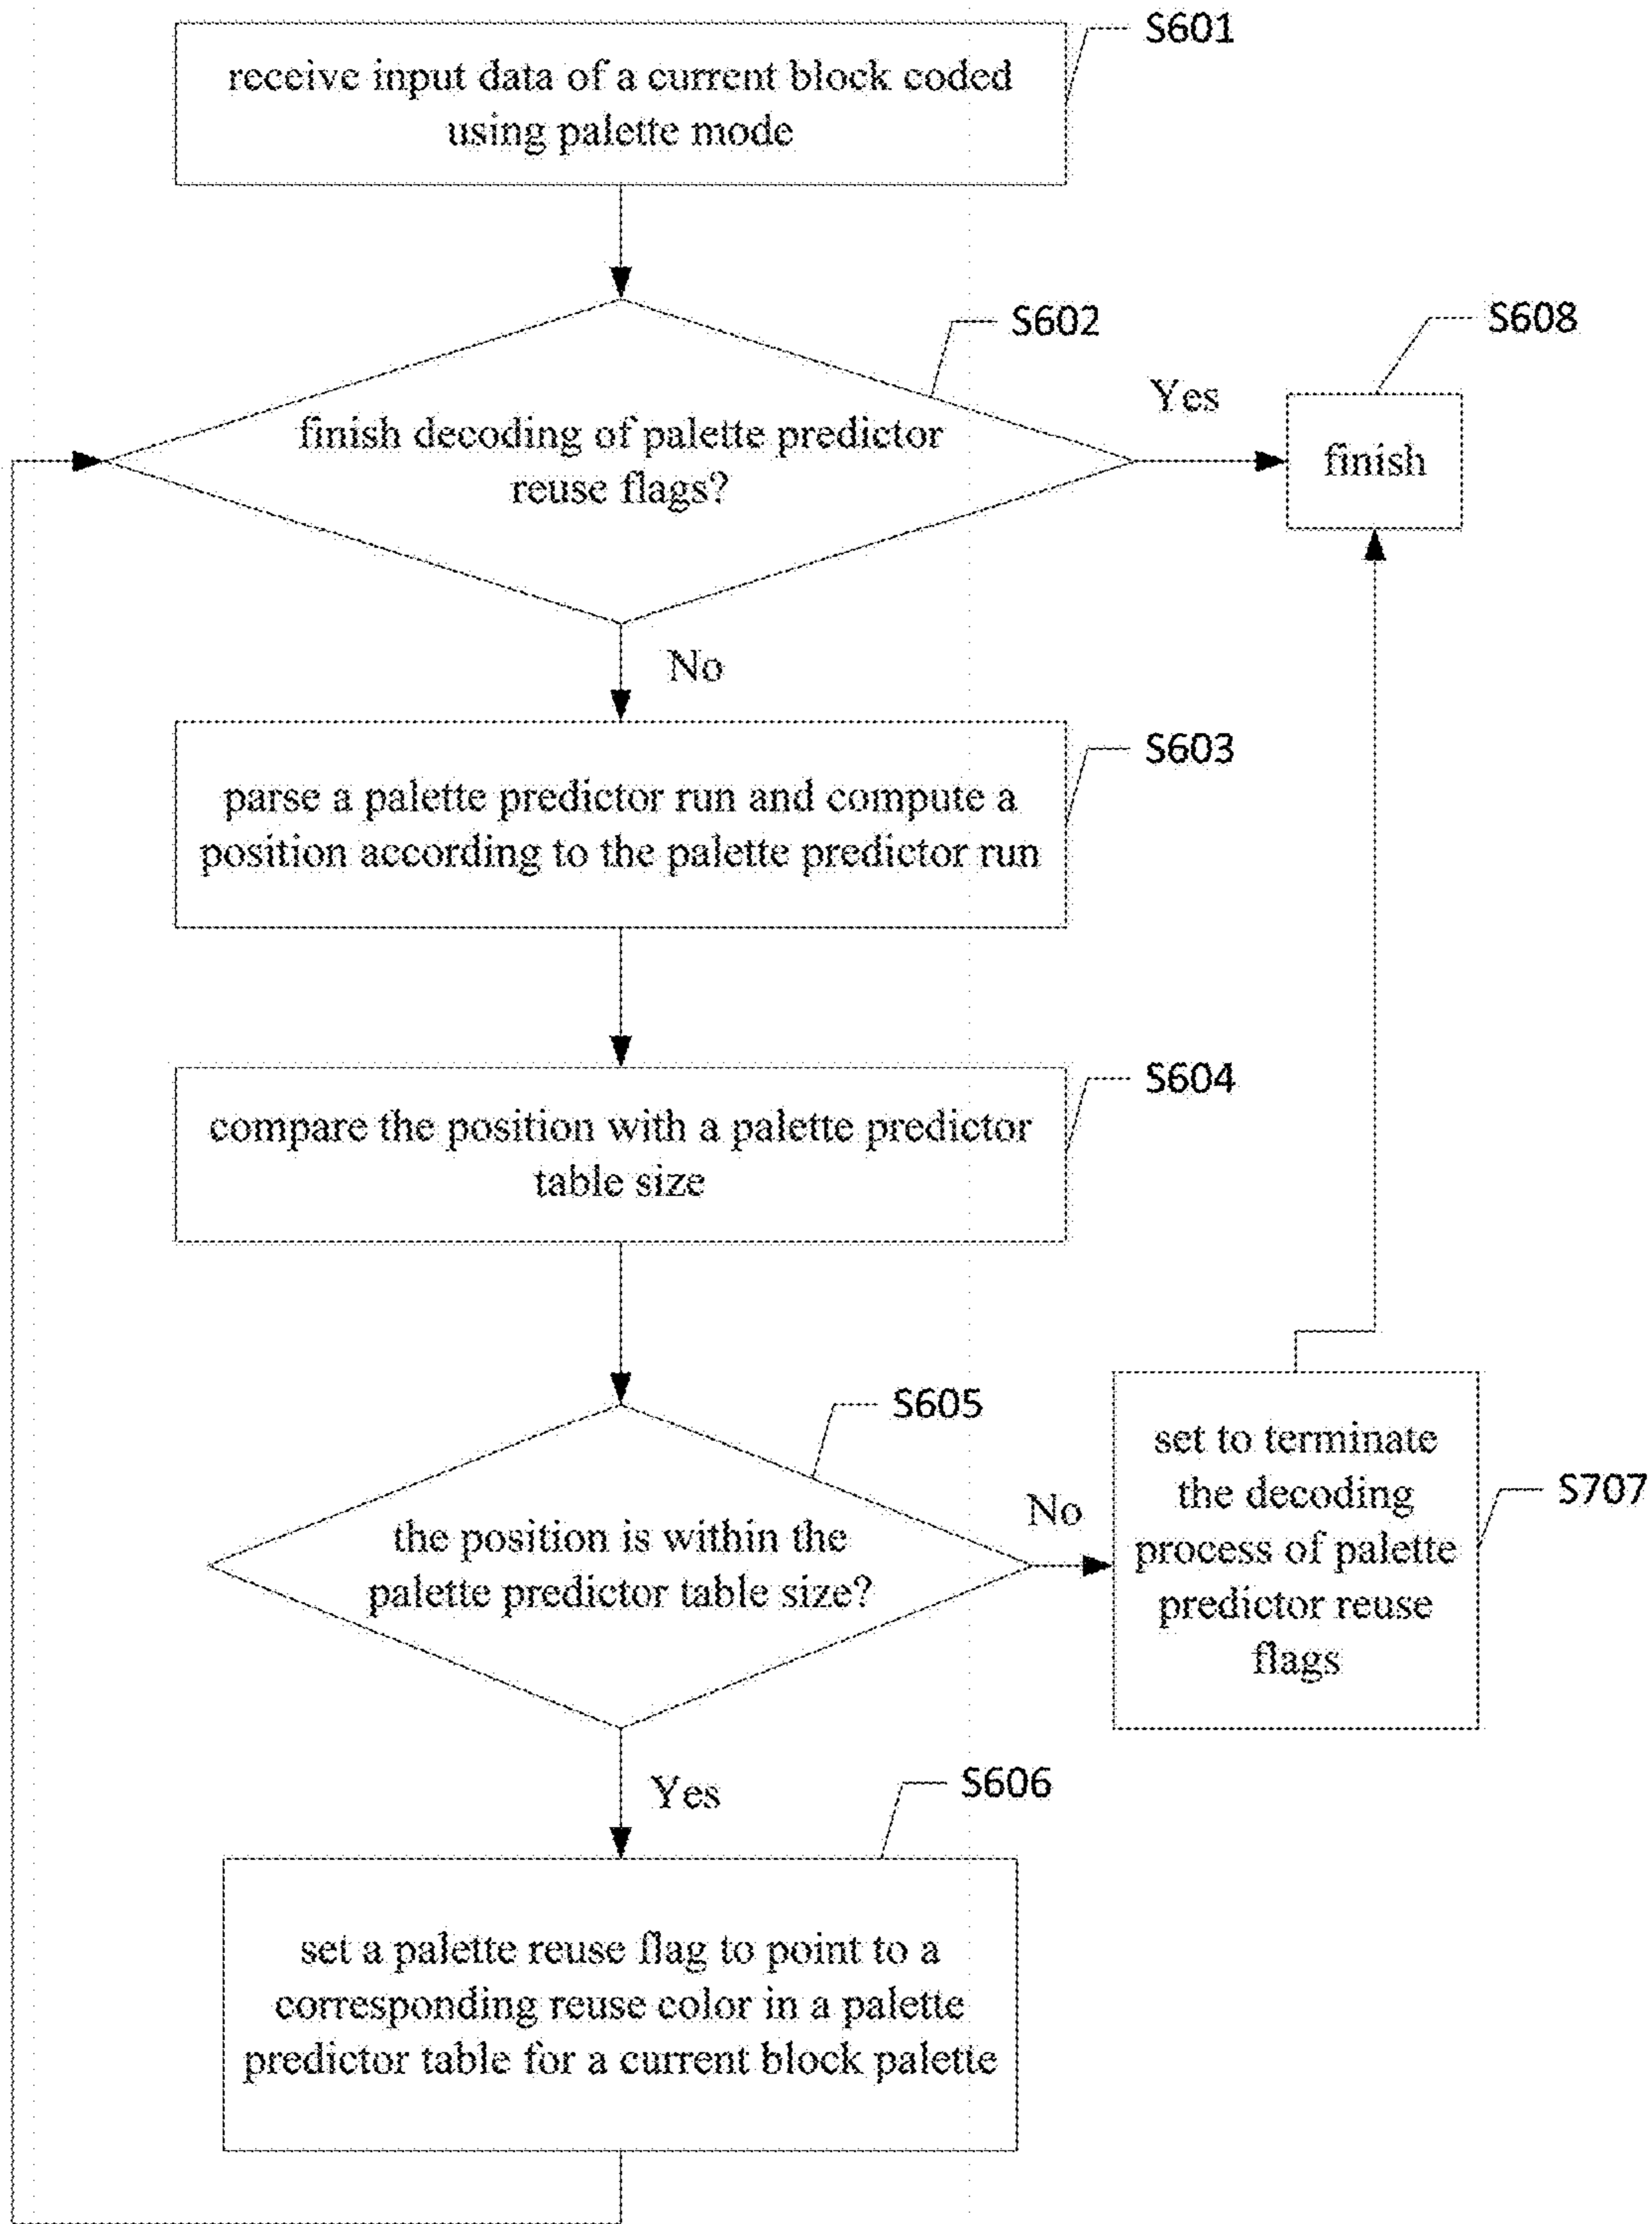 S601
receive input data of a current block coded
using palette mode
S602
S608
Yes
finish decoding of palette predictor
reuse flags?
finish
No
S603
parse a palette predictor run and compute a
position according to the palette predictor run
S604
compare the position with a palette predictor
table size
S605
the position is within the
palette predictor table size?
No
set to terminate
the decoding
process of palette
predictor reuse
flags
S707
Yes
S606
set a palette reuse flag to point to a
corresponding reuse color in a palette
predictor table for a current block palette